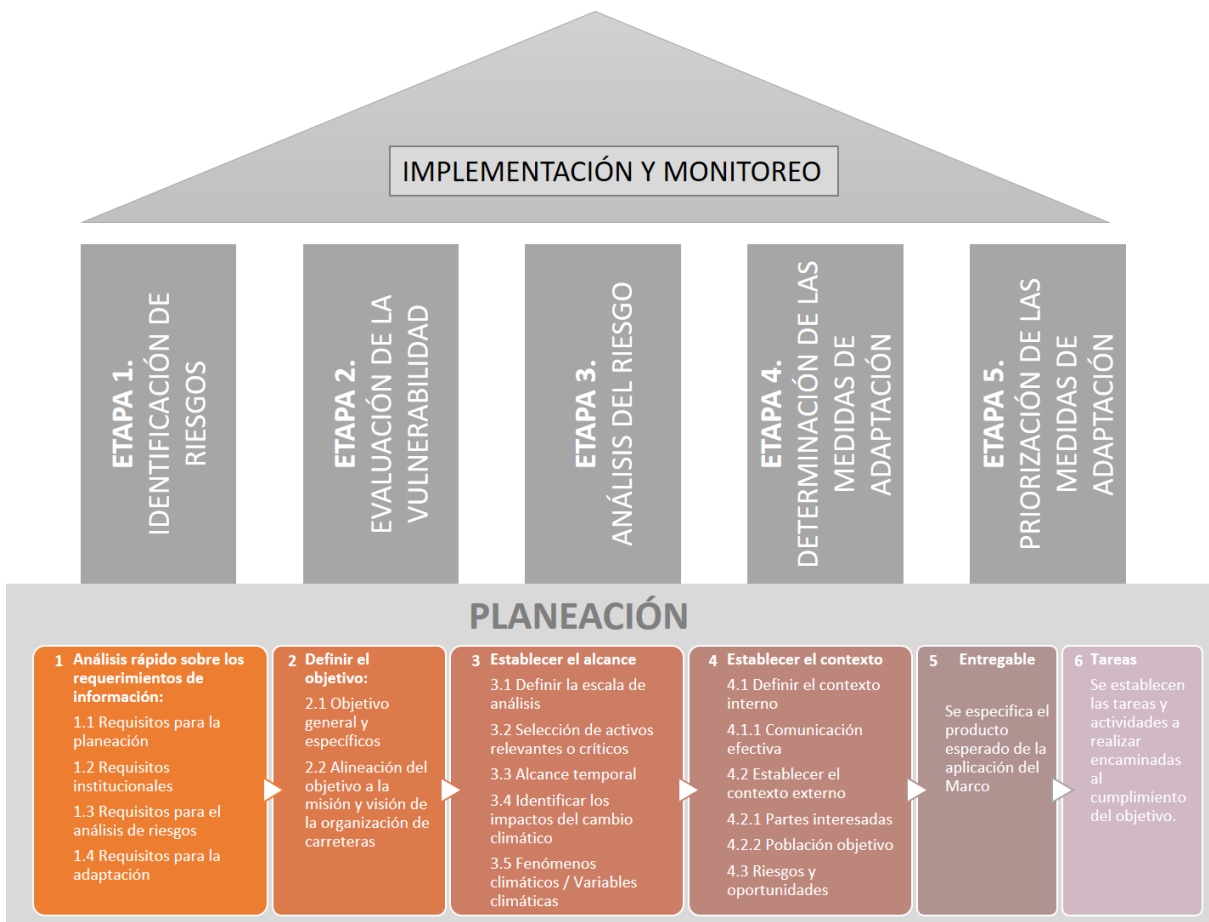 IMPLEMENTACIÓN Y MONITOREO
ETAPA 1.
IDENTIFICACIÓN DE
RIESGOS
ETAPA 2.
EVALUACIÓN DE LA
VULNERABILIDAD
ETAPA 3.
ANÁLISIS DEL RIESGO
ETAPA 4.
DETERMINACIÓN DE LAS
MEDIDAS DE
ADAPTACIÓN
ETAPA 5.
PRIORIZACIÓN DE LAS
MEDIDAS DE
ADAPTACIÓN
PLANEACIÓN
1 Análisis rápido sobre los
requerimientos de
información:
1.1 Requisitos para la
planeación
1.2 Requisitos
institucionales
1.3 Requisitos para el
análisis de riesgos
1.4 Requisitos para la
adaptación
2 Definir el
objetivo:
2.1 Objetivo
general y
específicos
2.2 Alineación del
objetivo a la
misión y visión de
la organización de
carreteras
3 Establecer el alcance
3.1 Definir la escala de
análisis
3.2 Selección de activos
relevantes o críticos
3.3 Alcance temporal
3.4 Identificar los
impactos del cambio
climático
3.5 Fenómenos
climáticos / Variables
climáticas
4 Establecer el contexto
4.1 Definir el contexto
interno
4.1.1 Comunicación
efectiva
4.2 Establecer el
contexto externo
4.2.1 Partes interesadas
4.2.2 Población objetivo
4.3 Riesgos y
oportunidades
5 Entregable
Se especifica el
producto
esperado de la
aplicación del
Marco
6 Tareas
Se establecen
las tareas y
actividades a
realizar
encaminadas
al
cumplimiento
del objetivo.